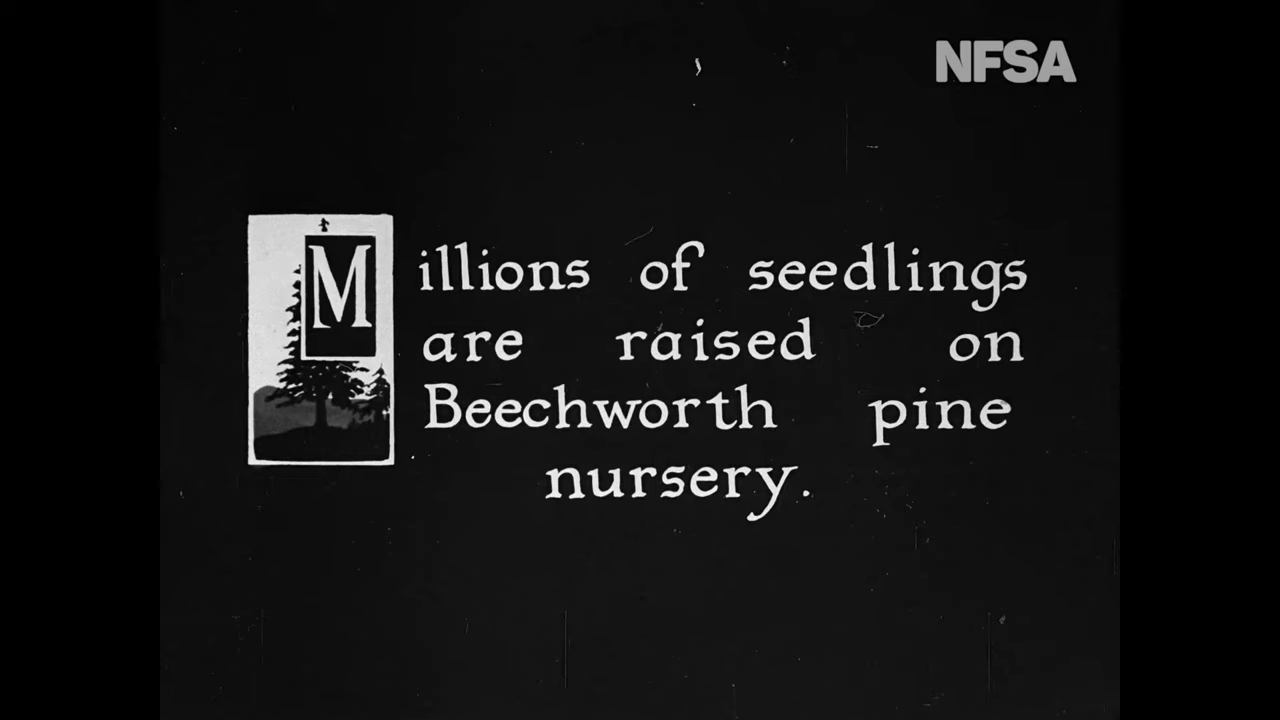 NFSA
Millions of seedlings
are raised on
Beechworth pine
nursery.